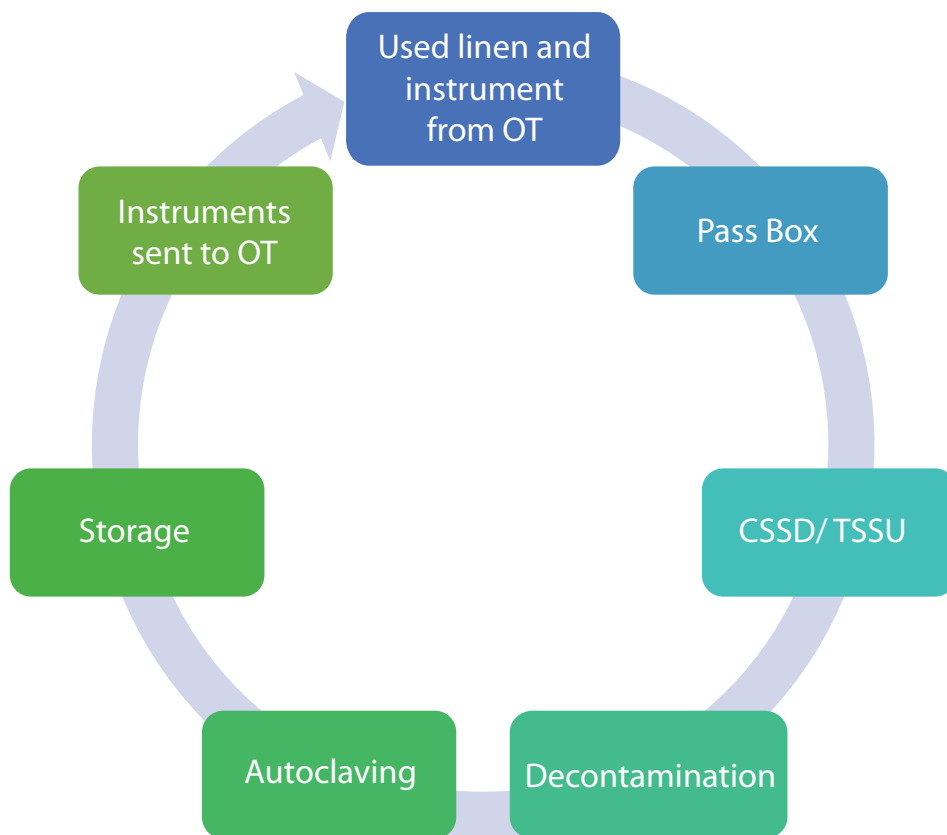 Used linen and
instrument
from OT
Pass Box
CSSD/ TSSU
Decontamination
Autoclaving
Storage
Instruments
sent to OT